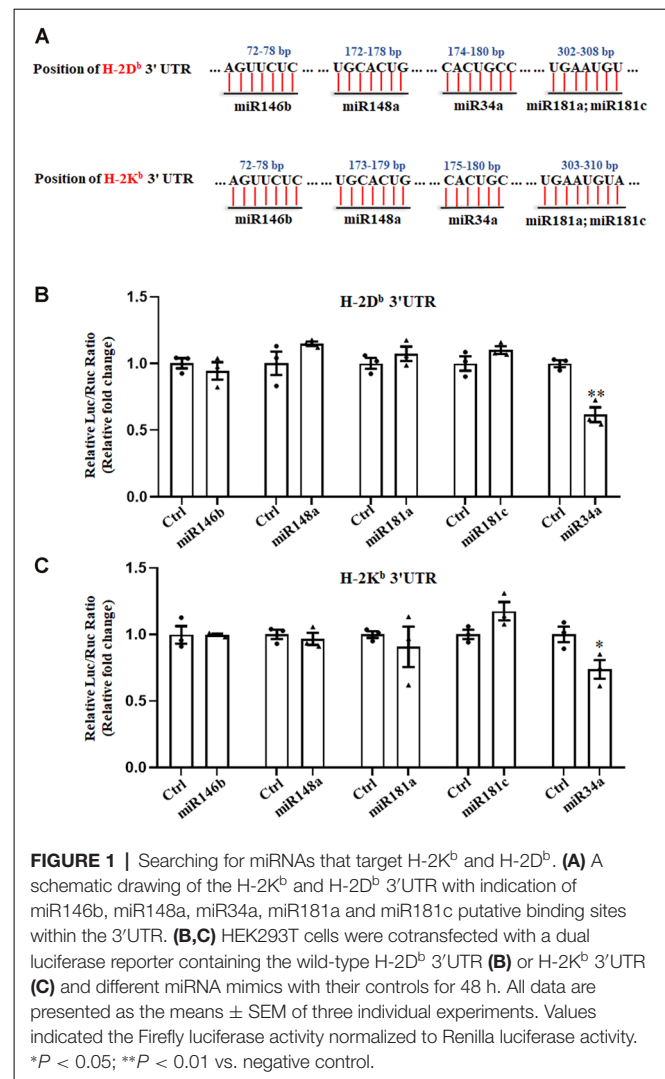 A
72-78 bp 172-178 bp 174-180 bp 302-308 bp
Position of H-2Dᵇ 3' UTR ... AGUUCUC ... ... UGCACUG ... ... CACUGCC ... ... UGAAUGU ...
miR146b miR148a miR34a miR181a; miR181c
72-78 bp 173-179 bp 175-180 bp 303-310 bp
Position of H-2Kᵇ 3' UTR ... AGUUCUC ... ... UGCACUG ... ... CACUGC ... ... UGAAUGUA ...
miR146b miR148a miR34a miR181a; miR181c
B
H-2Dᵇ 3'UTR
Relative Luc/Ruc Ratio
(Relative fold change)
1.5
1.0
0.5
0.0
**
Ctrl miR146b Ctrl miR148a Ctrl miR181a Ctrl miR181c Ctrl miR34a
C
H-2Kᵇ 3'UTR
Relative Luc/Ruc Ratio
(Relative fold change)
1.5
1.0
0.5
0.0
*
Ctrl miR146b Ctrl miR148a Ctrl miR181a Ctrl miR181c Ctrl miR34a
FIGURE 1 | Searching for miRNAs that target H-2Kᵇ and H-2Dᵇ. (A) A
schematic drawing of the H-2Kᵇ and H-2Dᵇ 3′UTR with indication of
miR146b, miR148a, miR34a, miR181a and miR181c putative binding sites
within the 3′UTR. (B,C) HEK293T cells were cotransfected with a dual
luciferase reporter containing the wild-type H-2Dᵇ 3′UTR (B) or H-2Kᵇ 3′UTR
(C) and different miRNA mimics with their controls for 48 h. All data are
presented as the means ± SEM of three individual experiments. Values
indicated the Firefly luciferase activity normalized to Renilla luciferase activity.
*P < 0.05; **P < 0.01 vs. negative control.